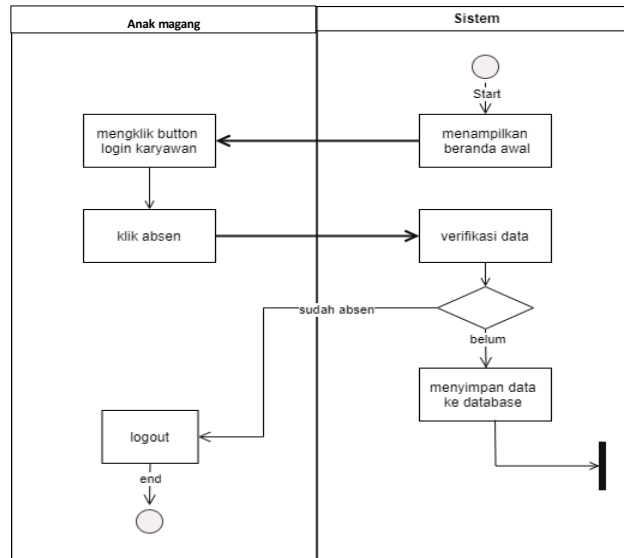 Anak magang
Sistem
Start
mengklik button
login karyawan
menampilkan
beranda awal
klik absen
verifikasi data
sudah absen
belum
menyimpan data
ke database
logout
end